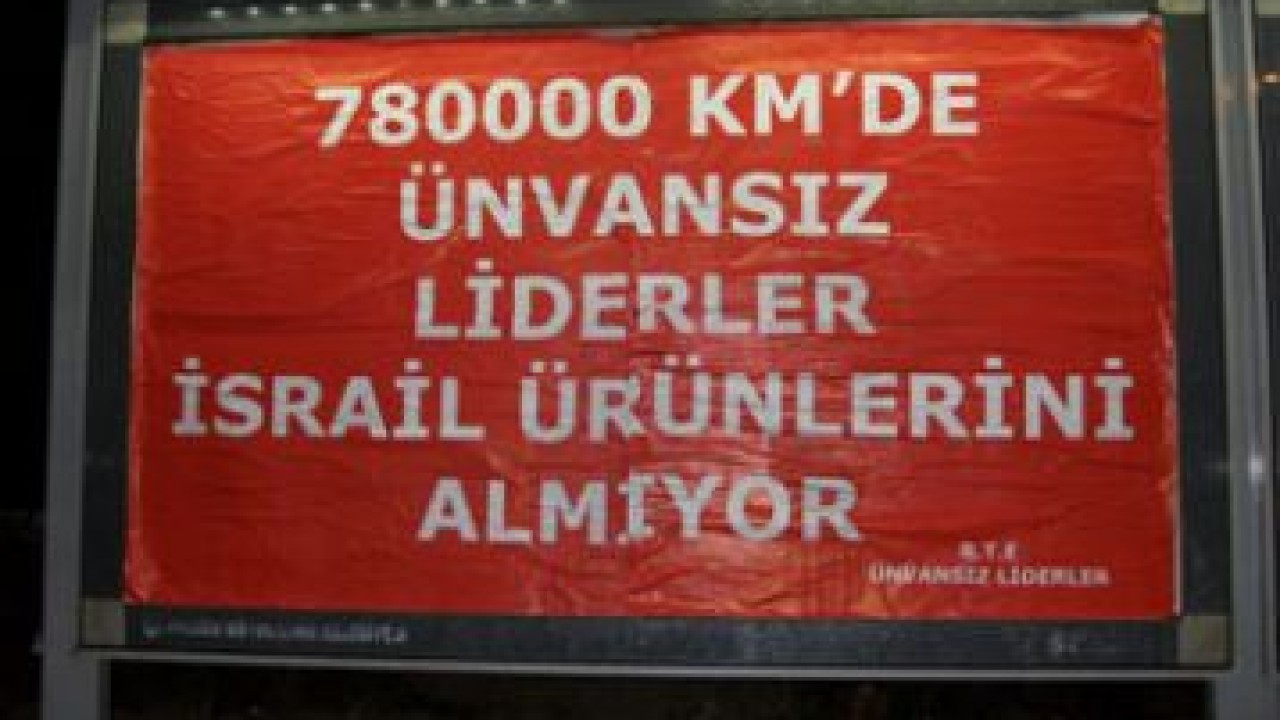 780000 KM'DE
ÜNVANSIZ
LİDERLER
İSRAİL ÜRÜNLERİNİ
ALMIYOR
ÜNVANSIZ LİDERLER